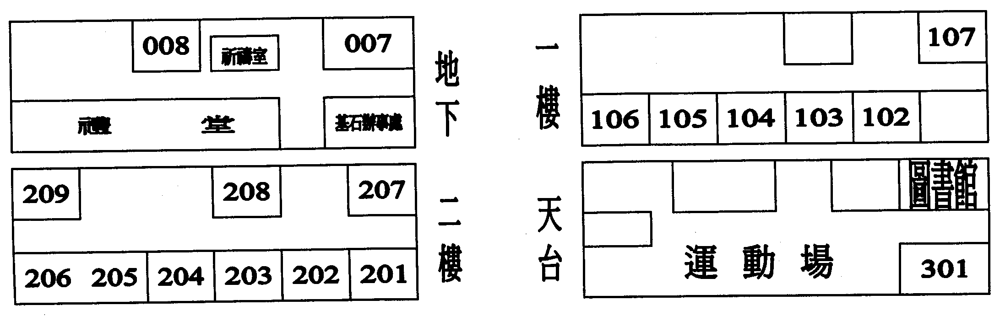 008
祈禱室
007
禮 堂
基石辦事處
地下
一樓
107
106 105 104 103 102
209 208 207
206 205 204 203 202 201
二樓
天台
圖書館
運動場
301